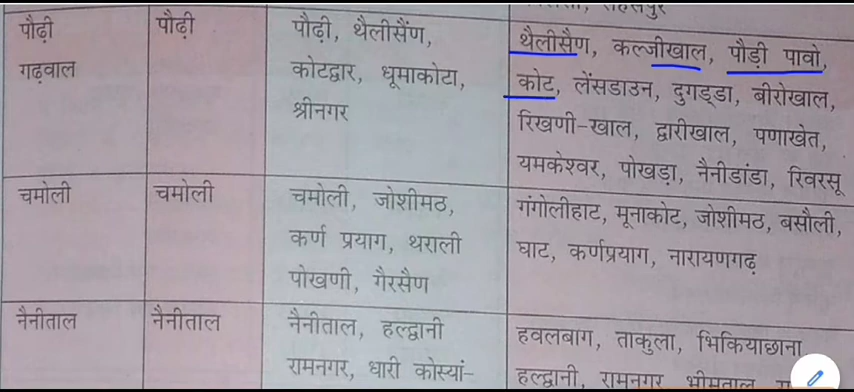 पौढ़ी पौढ़ी पौढ़ी, थैलीसैंण, थैलीसैण, कल्जीखाल, पौड़ी पावो,
गढ़वाल कोटद्वार, धूमाकोटा, कोट, लेंसडाउन, दुगड्डा, बीरोखाल,
श्रीनगर रिखणी-खाल, द्वारीखाल, पणाखेत,
यमकेश्वर, पोखड़ा, नैनीडांडा, रिवरसू
चमोली चमोली चमोली, जोशीमठ, गंगोलीहाट, मूनाकोट, जोशीमठ, बसौली,
कर्ण प्रयाग, थराली घाट, कर्णप्रयाग, नारायणगढ़
पोखणी, गैरसैण
नैनीताल नैनीताल नैनीताल, हल्द्वानी हवलबाग, ताकुला, भिकियाछाना
रामनगर, धारी कोस्यां- हल्द्वानी, रामनगर भीमताल